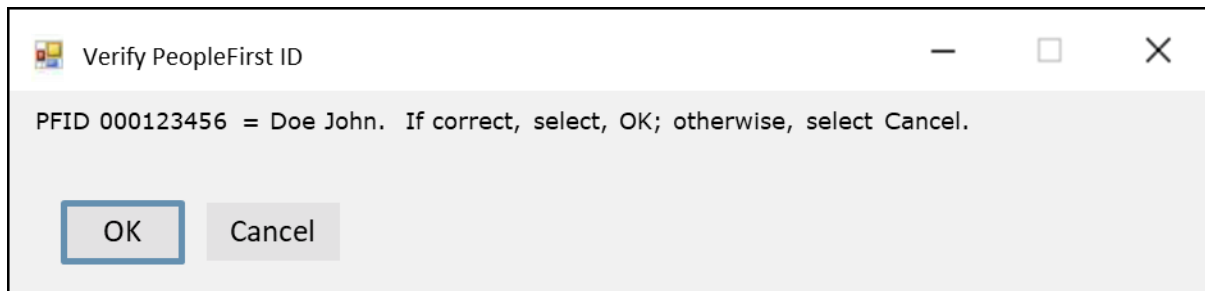 Verify PeopleFirst ID
PFID 000123456 = Doe John. If correct, select, OK; otherwise, select Cancel.
OK Cancel